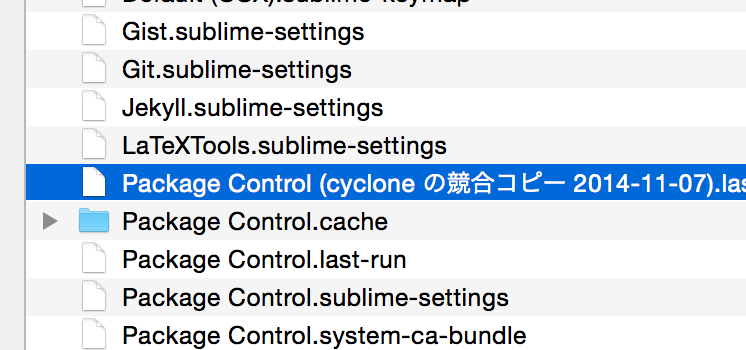 Default (OSX).sublime-keymap
Gist.sublime-settings
Git.sublime-settings
Jekyll.sublime-settings
LaTeXTools.sublime-settings
Package Control (cyclone の競合コピー 2014-11-07).las
Package Control.cache
Package Control.last-run
Package Control.sublime-settings
Package Control.system-ca-bundle